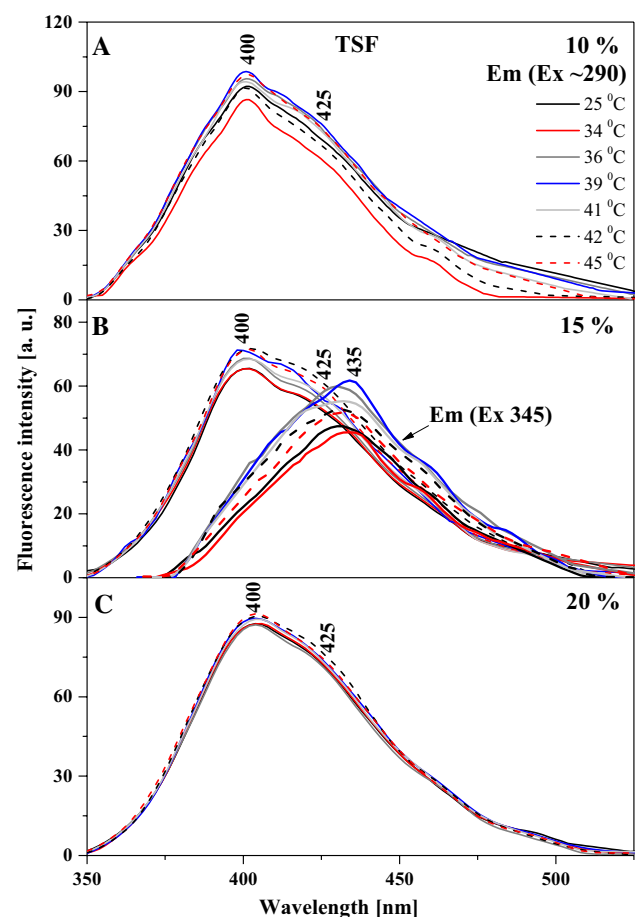 A
TSF
10 %
400
425
Em (Ex ~290)
25 ⁰C
34 ⁰C
36 ⁰C
39 ⁰C
41 ⁰C
42 ⁰C
45 ⁰C
120
90
60
30
0
B
15 %
400
425
435
Em (Ex 345)
80
60
40
20
0
C
20 %
400
425
90
60
30
0
350
400
450
500
Fluorescence intensity [a. u.]
Wavelength [nm]